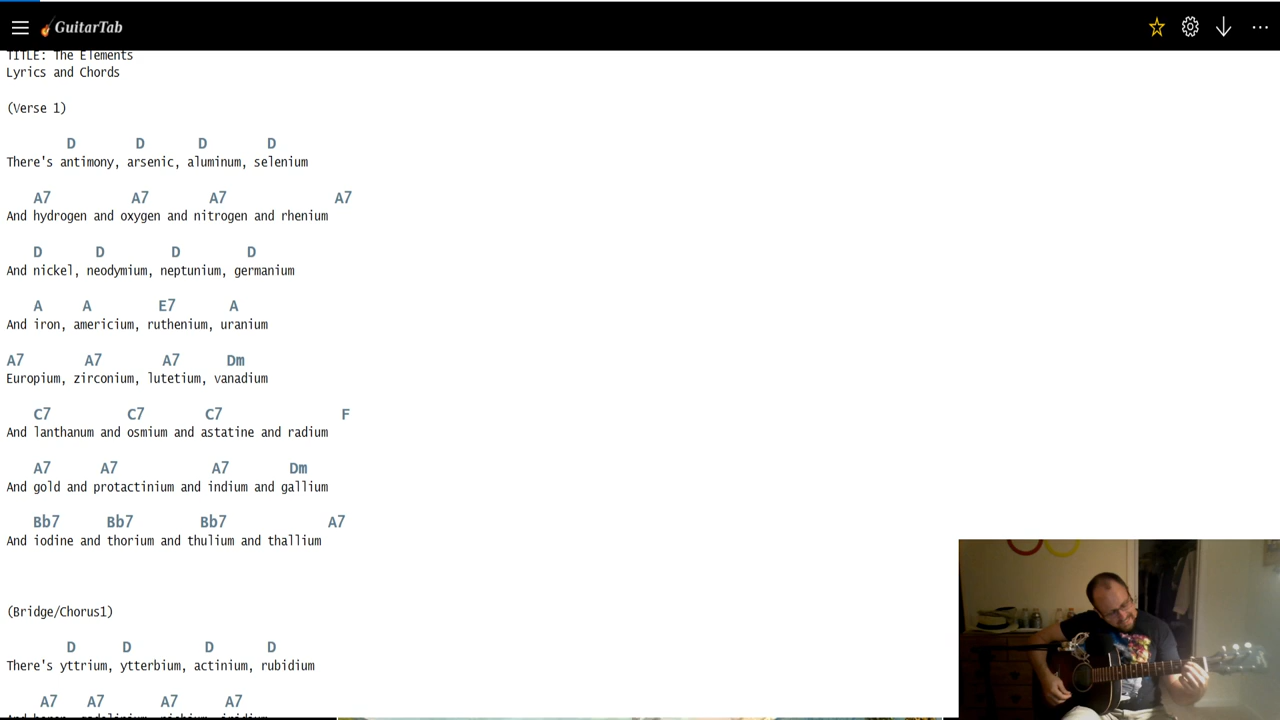 GuitarTab
TITLE: The Elements
Lyrics and Chords
(Verse 1)
D D D D
There's antimony, arsenic, aluminum, selenium
A7 A7 A7 A7
And hydrogen and oxygen and nitrogen and rhenium
D D D D
And nickel, neodymium, neptunium, germanium
A A E7 A
And iron, americium, ruthenium, uranium
A7 A7 A7 Dm
Europium, zirconium, lutetium, vanadium
C7 C7 C7 F
And lanthanum and osmium and astatine and radium
A7 A7 A7 Dm
And gold and protactinium and indium and gallium
Bb7 Bb7 Bb7 A7
And iodine and thorium and thulium and thallium
(Bridge/Chorus1)
D D D D
There's yttrium, ytterbium, actinium, rubidium
A7 A7 A7 A7